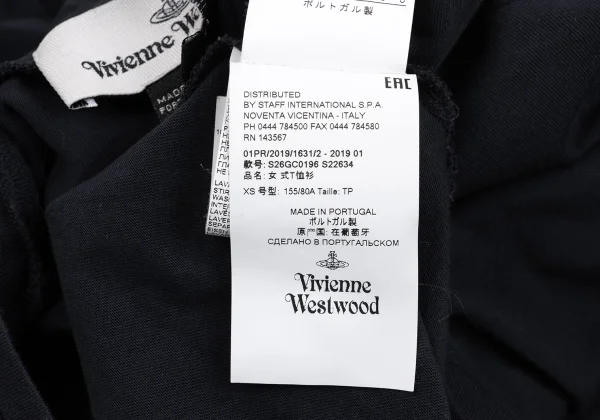 ポルトガル製
Vivienne
Westwood
MADE
EAC
DISTRIBUTED
BY STAFF INTERNATIONAL S.P.A.
NOVENTA VICENTINA - ITALY
PH 0444 784500 FAX 0444 784580
RN 143567
01PR/2019/1631/2 - 2019 01
款号: S26GC0196 S22634
品名: 女 式T恤衫
XS 号型: 155/80A Taille: TP
MADE IN PORTUGAL
ポルトガル製
原产国: 在葡萄牙
СДЕЛАНО В ПОРТУГАЛЬСКОМ
Vivienne
Westwood